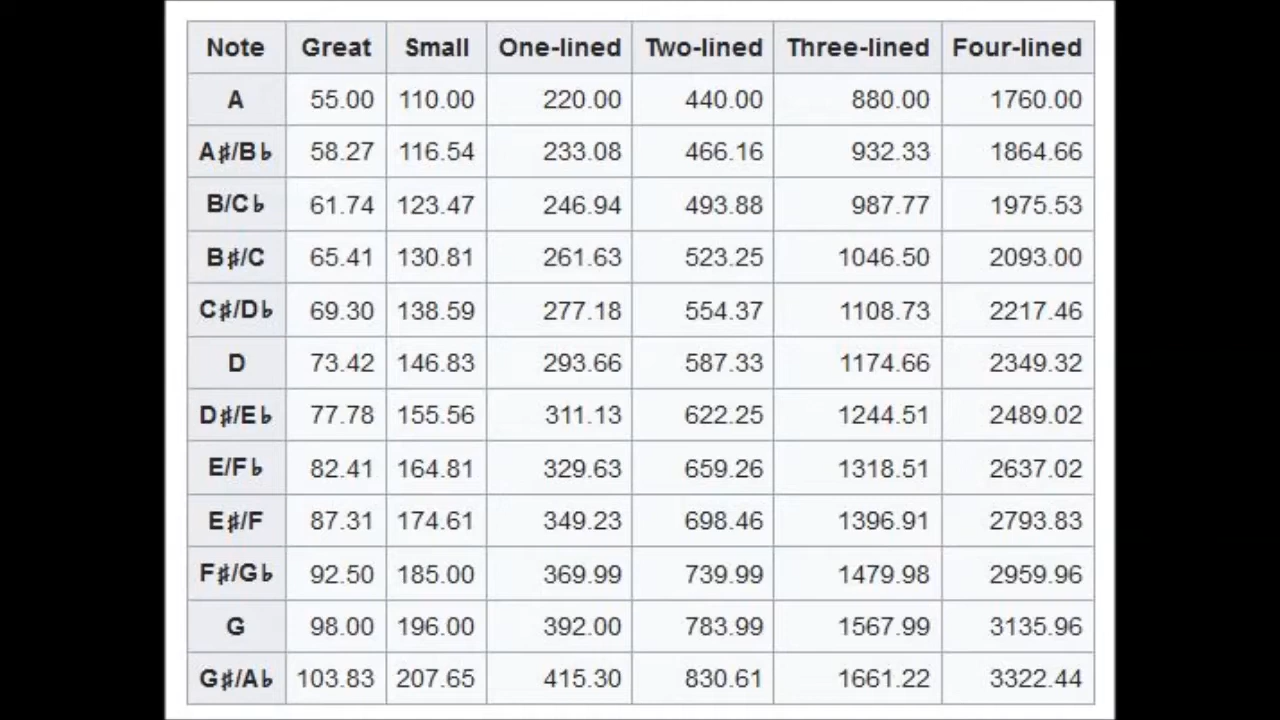 Note Great Small One-lined Two-lined Three-lined Four-lined
A 55.00 110.00 220.00 440.00 880.00 1760.00
A♯/B♭ 58.27 116.54 233.08 466.16 932.33 1864.66
B/C♭ 61.74 123.47 246.94 493.88 987.77 1975.53
B♯/C 65.41 130.81 261.63 523.25 1046.50 2093.00
C♯/D♭ 69.30 138.59 277.18 554.37 1108.73 2217.46
D 73.42 146.83 293.66 587.33 1174.66 2349.32
D♯/E♭ 77.78 155.56 311.13 622.25 1244.51 2489.02
E/F♭ 82.41 164.81 329.63 659.26 1318.51 2637.02
E♯/F 87.31 174.61 349.23 698.46 1396.91 2793.83
F♯/G♭ 92.50 185.00 369.99 739.99 1479.98 2959.96
G 98.00 196.00 392.00 783.99 1567.99 3135.96
G♯/A♭ 103.83 207.65 415.30 830.61 1661.22 3322.44